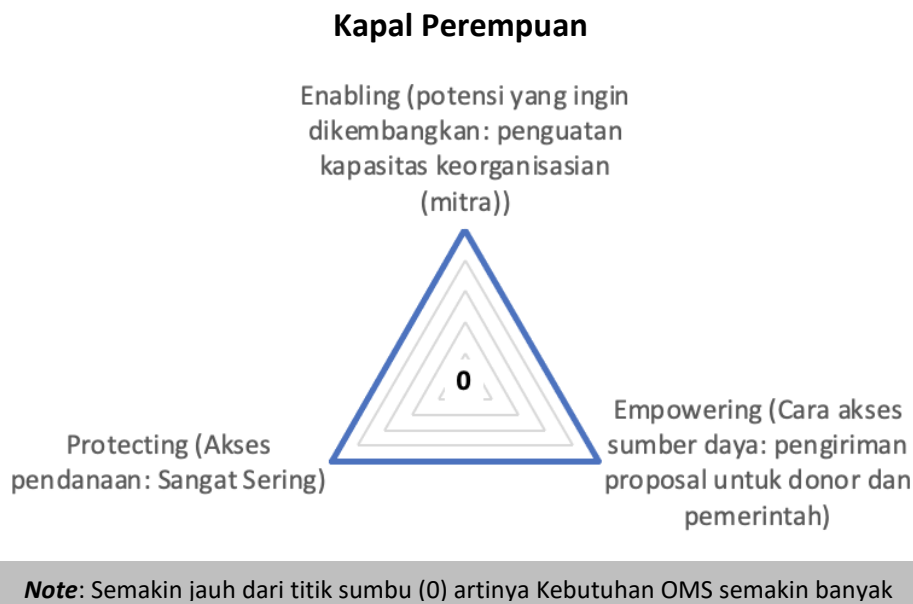 Kapal Perempuan
Enabling (potensi yang ingin
dikembangkan: penguatan
kapasitas keorganisasian
(mitra))
0
Empowering (Cara akses
sumber daya: pengiriman
proposal untuk donor dan
pemerintah)
Protecting (Akses
pendanaan: Sangat Sering)
Note: Semakin jauh dari titik sumbu (0) artinya Kebutuhan OMS semakin banyak